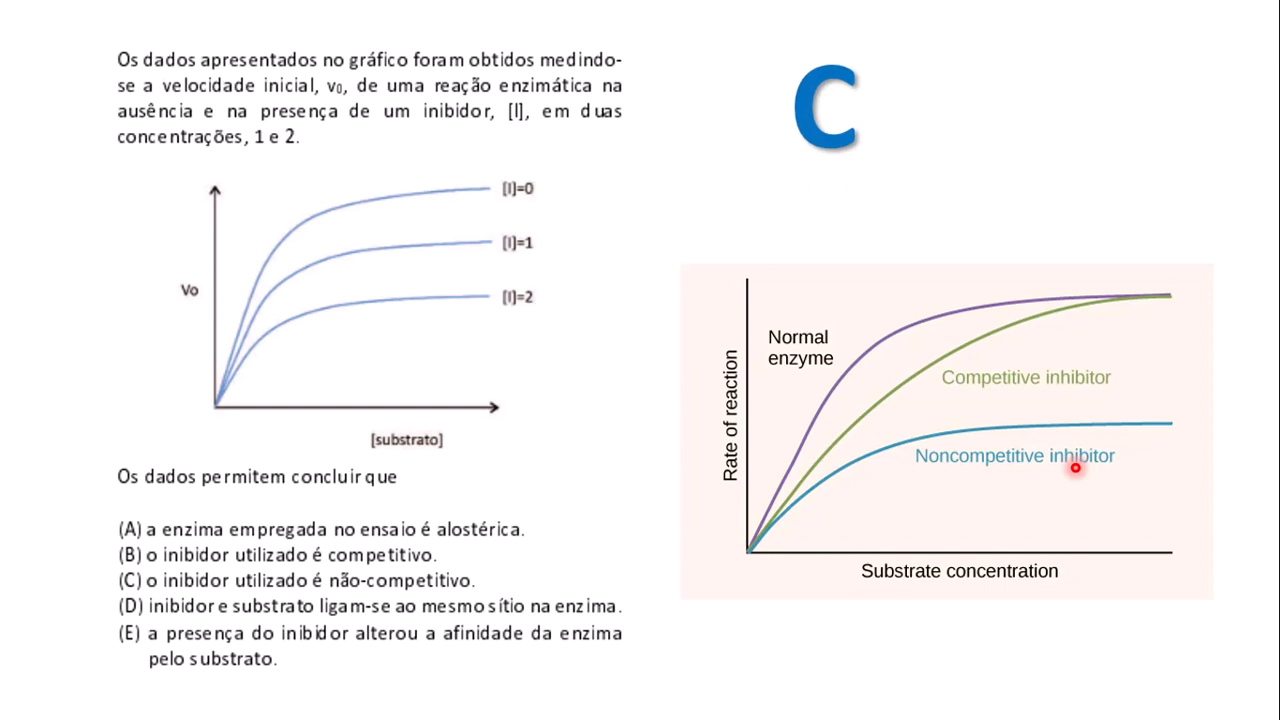 Os dados apresentados no gráfico foram obtidos medindo-
se a velocidade inicial, v₀, de uma reação enzimática na
ausência e na presença de um inibidor, [I], em duas
concentrações, 1 e 2.
[I]=0
[I]=1
Vo
[I]=2
[substrato]
Os dados permitem concluir que
(A) a enzima empregada no ensaio é alostérica.
(B) o inibidor utilizado é competitivo.
(C) o inibidor utilizado é não-competitivo.
(D) inibidor e substrato ligam-se ao mesmo sítio na enzima.
(E) a presença do inibidor alterou a afinidade da enzima
pelo substrato.
C
Normal
enzyme
Competitive inhibitor
Noncompetitive inhibitor
Rate of reaction
Substrate concentration